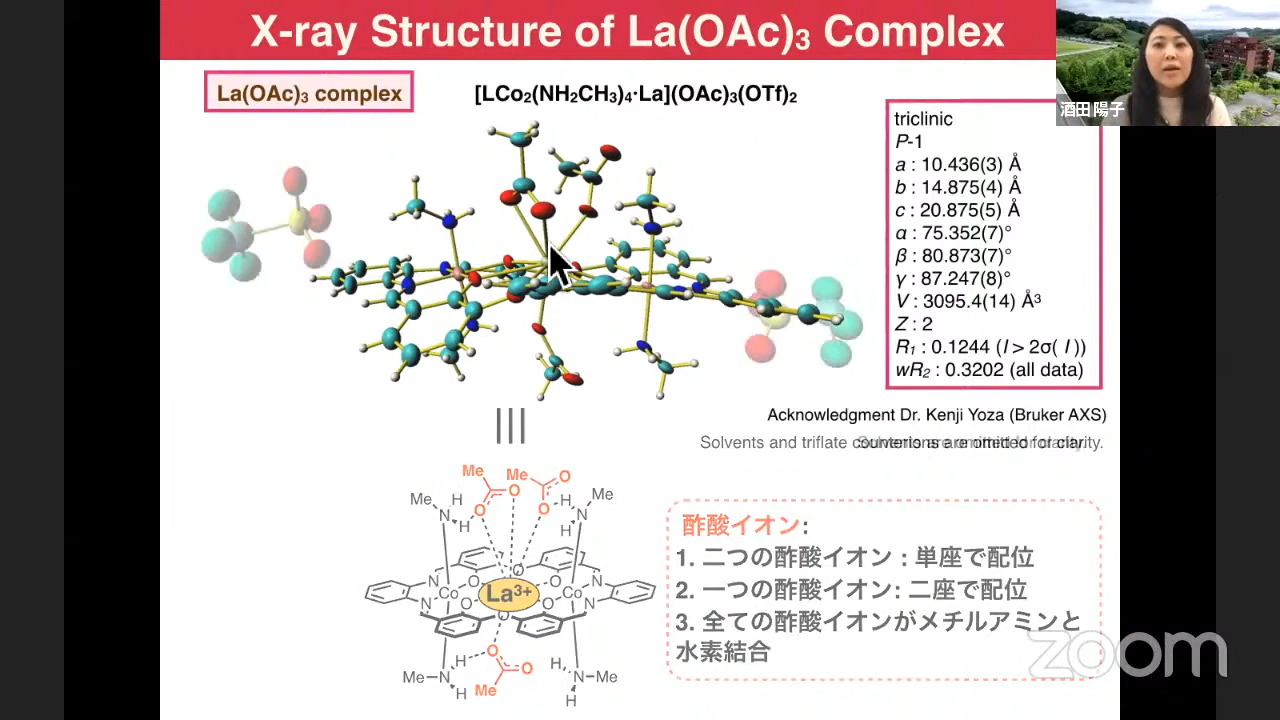 X-ray Structure of La(OAc)₃ Complex
酒田 陽子
La(OAc)₃ complex
[LCo₂(NH₂CH₃)₄·La](OAc)₃(OTf)₂
triclinic
P-1
a : 10.436(3) Å
b : 14.875(4) Å
c : 20.875(5) Å
α : 75.352(7)°
β : 80.873(7)°
γ : 87.247(8)°
V : 3095.4(14) Å³
Z : 2
R₁ : 0.1244 (I > 2σ( I ))
wR₂ : 0.3202 (all data)
Acknowledgment Dr. Kenji Yoza (Bruker AXS)
Solvents and triflate omitted for clarity.
Me Me O
Me H O O H Me
N H O O H N
H
O
N O O N
Co La³⁺ Co
N O O N
O
H O H
Me N O N Me
H Me H
酢酸イオン:
1. 二つの酢酸イオン : 単座で配位
2. 一つの酢酸イオン: 二座で配位
3. 全ての酢酸イオンがメチルアミンと
水素結合
zoom